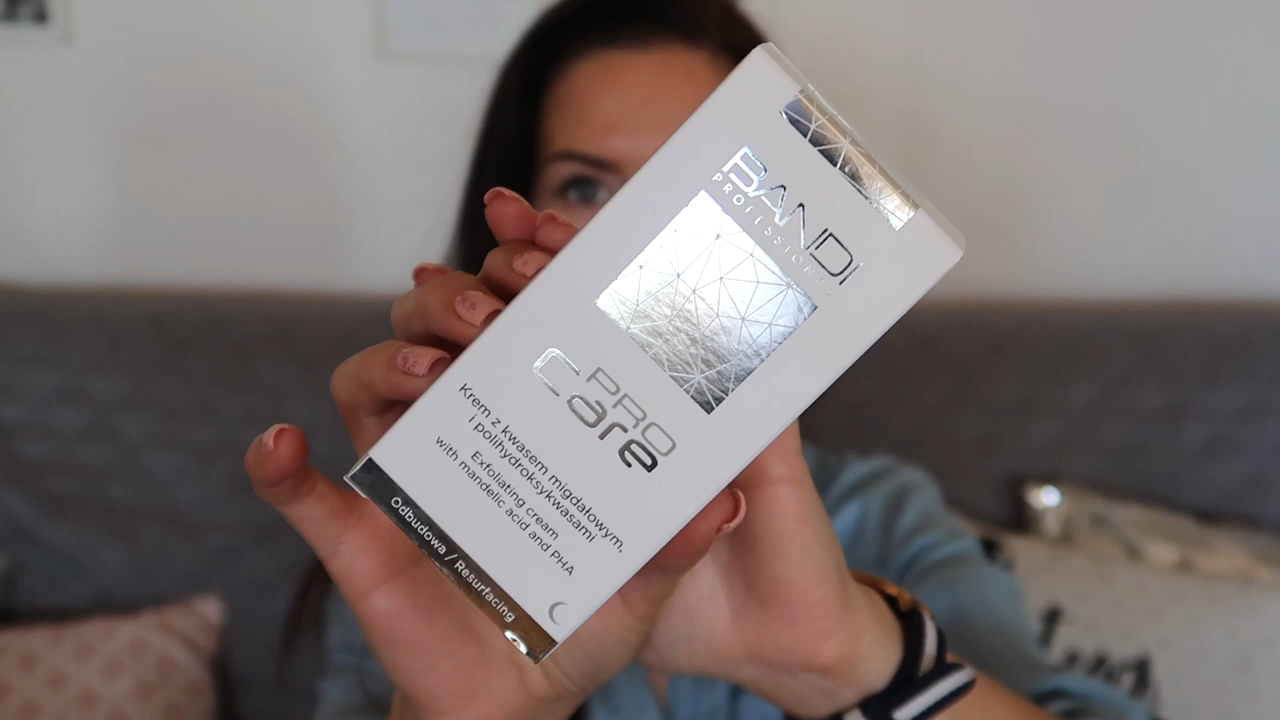 BANDI
PROFESSIONAL
PRO
Care
Krem z kwasem migdałowym,
i polihydroksykwasami
Exfoliating cream
with mandelic acid and PHA
Odbudowa / Resurfacing